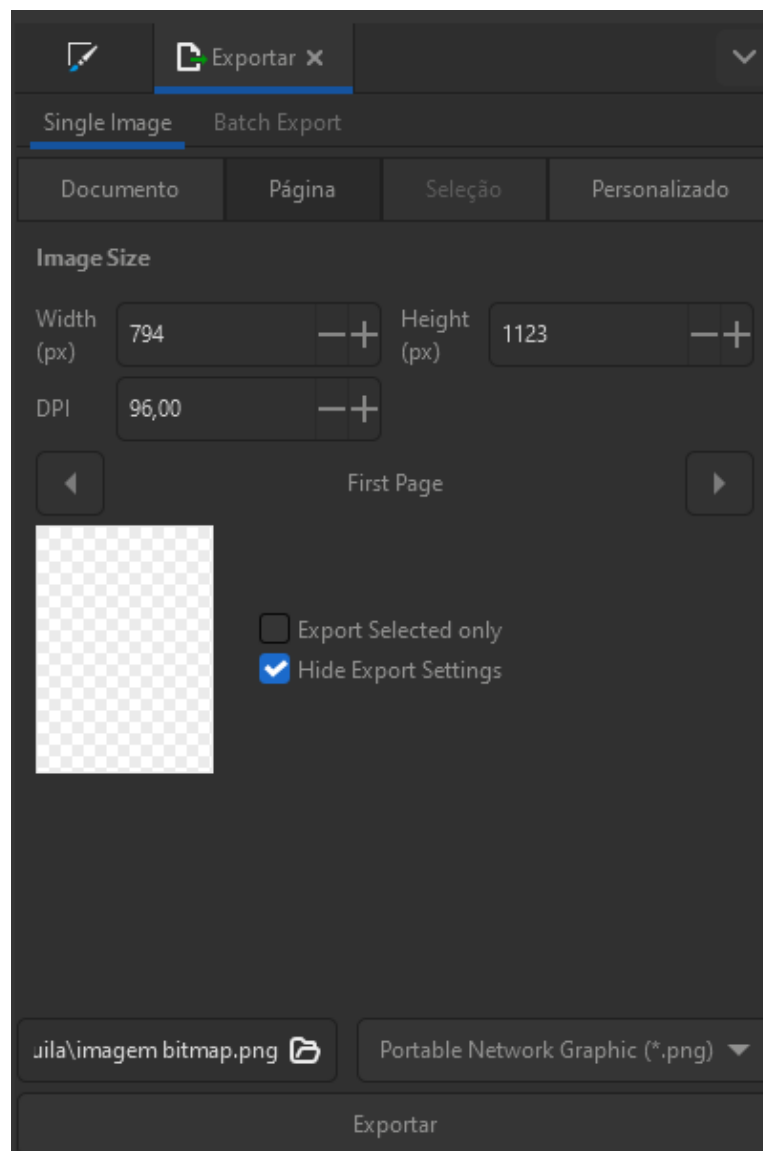 Exportar
Single Image Batch Export
Documento Página Seleção Personalizado
Image Size
Width (px) 794 Height (px) 1123
DPI 96,00
First Page
Export Selected only
Hide Export Settings
uila\imagem bitmap.png Portable Network Graphic (*.png)
Exportar